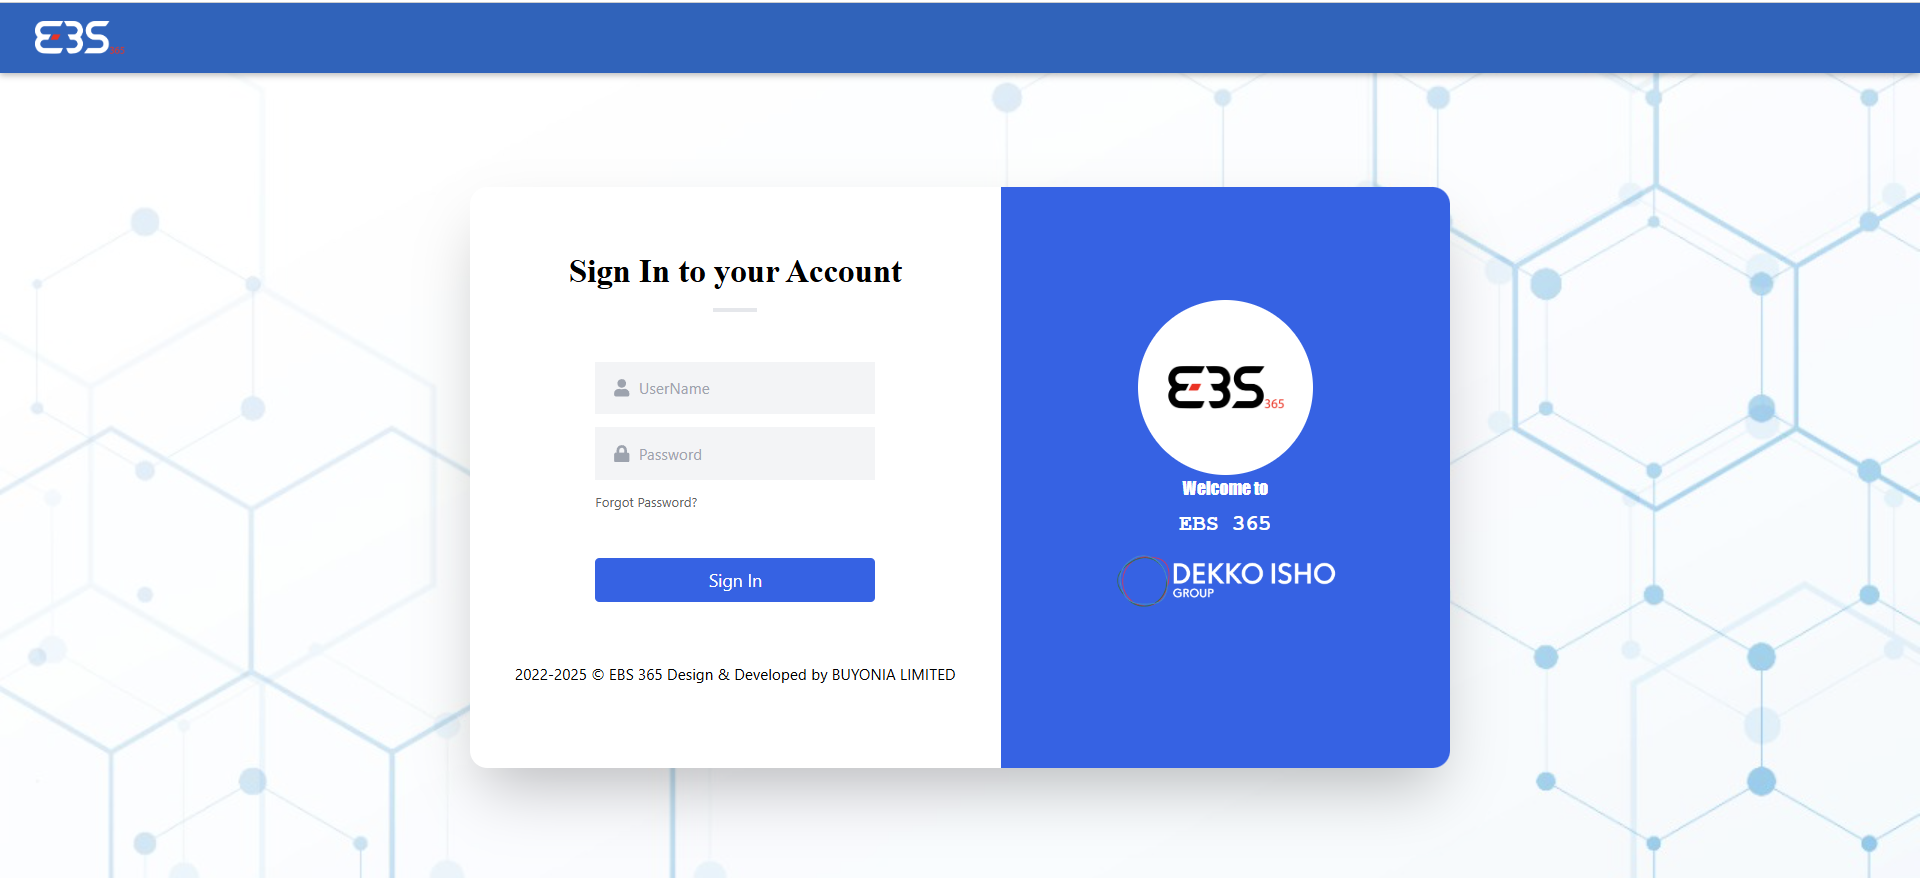 EBS 365
Sign In to your Account
UserName
Password
Forgot Password?
Sign In
2022-2025 © EBS 365 Design & Developed by BUYONIA LIMITED
EBS 365
Welcome to
EBS 365
DEKKO ISHO
GROUP